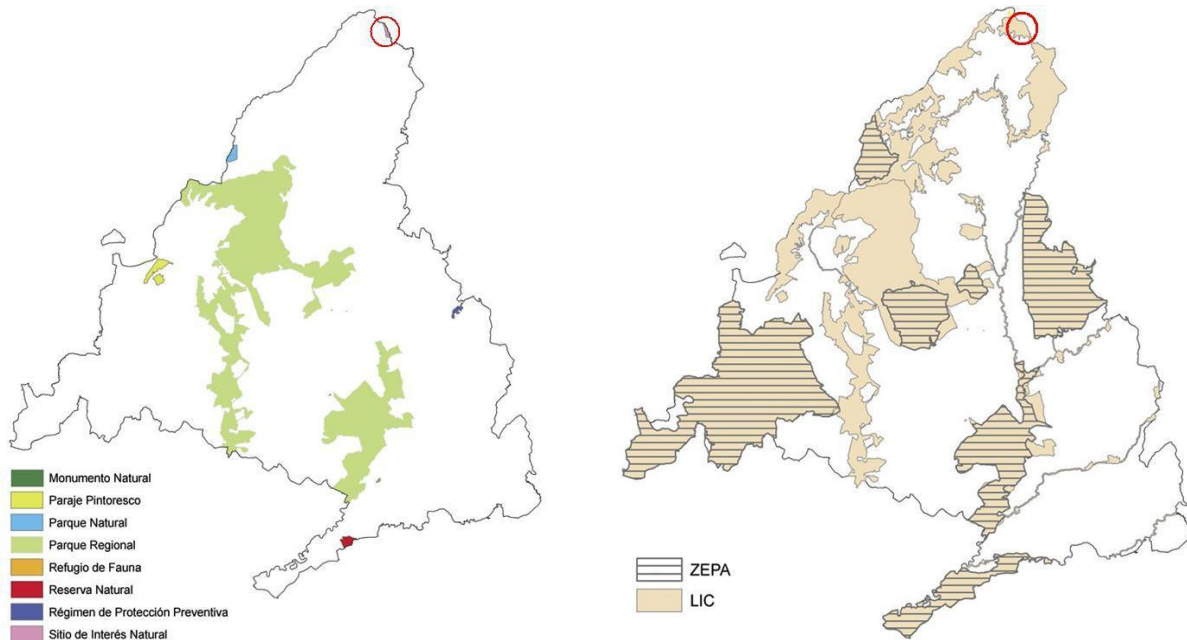 Monumento Natural
Paraje Pintoresco
Parque Natural
Parque Regional
Refugio de Fauna
Reserva Natural
Régimen de Protección Preventiva
Sitio de Interés Natural
ZEPA
LIC